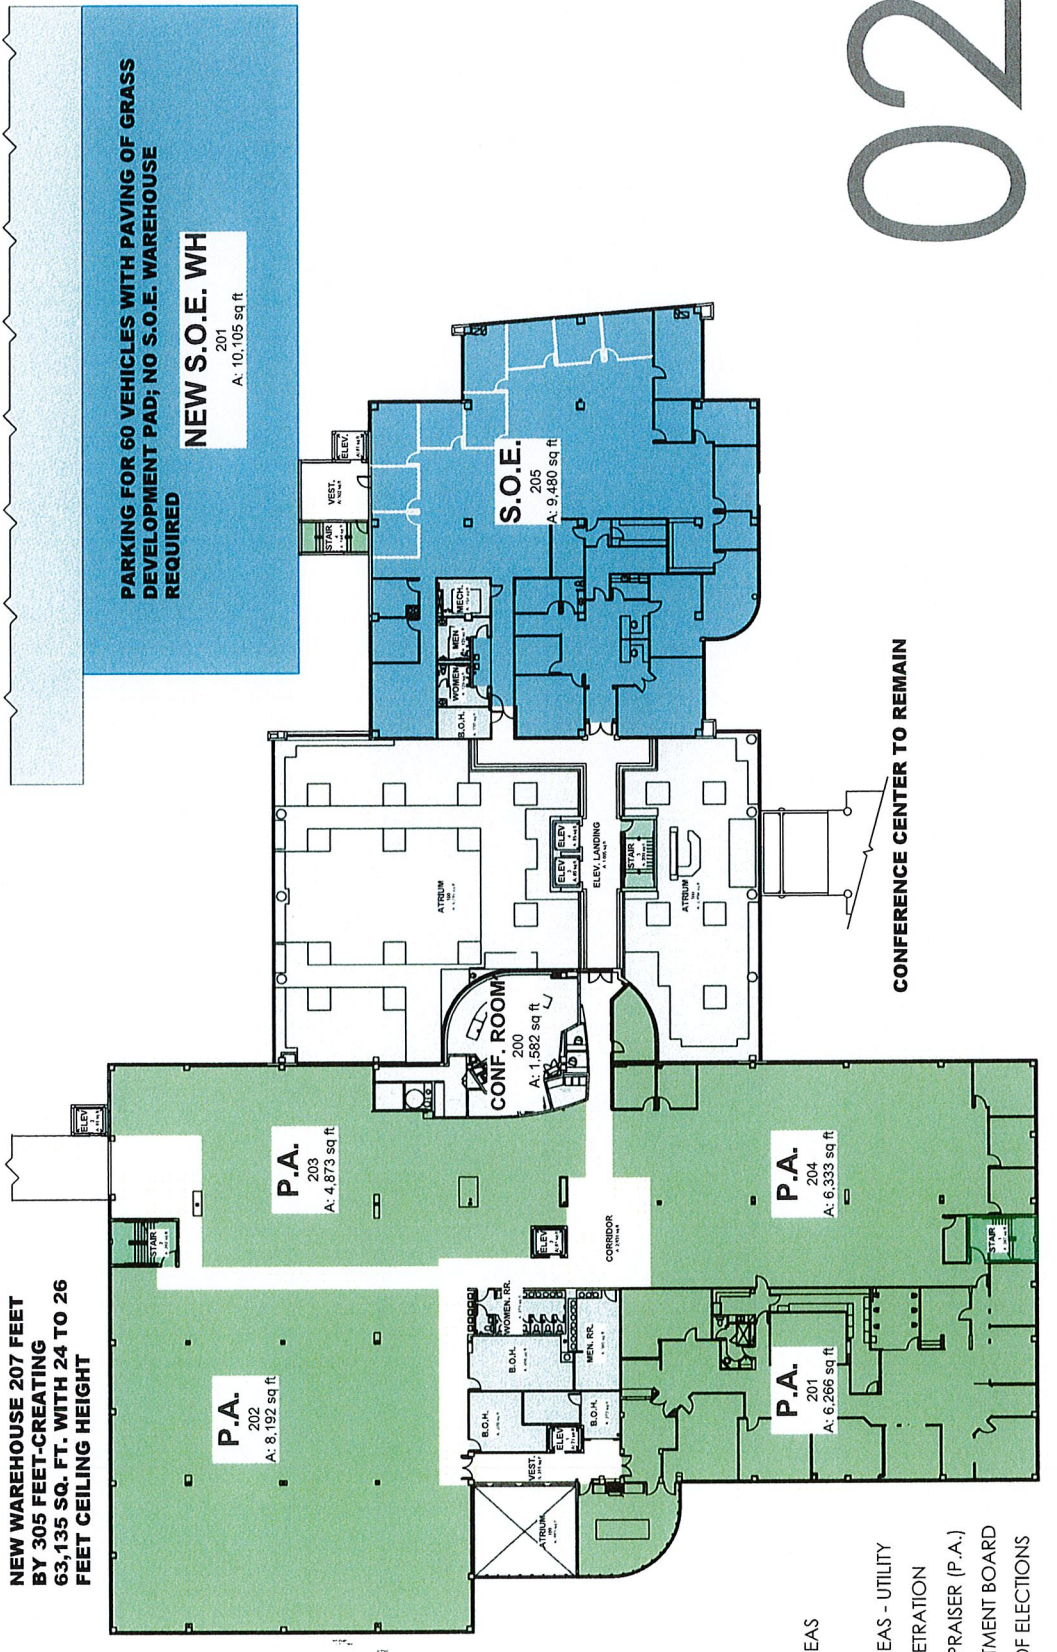 NEW WAREHOUSE 207 FEET
BY 305 FEET-CREATING
63,135 SQ. FT. WITH 24 TO 26
FEET CEILING HEIGHT
PARKING FOR 60 VEHICLES WITH PAVING OF GRASS
DEVELOPMENT PAD; NO S.O.E. WAREHOUSE
REQUIRED
NEW S.O.E. WH
201
A: 10,105 sq ft
ELEV
STAIR
P.A.
202
A: 8,192 sq ft
P.A.
203
A: 4,873 sq ft
ATRIUM
STAIR
VEST.
ELEV.
B.O.H.
WOMEN
MEN
MECH.
CONF. ROOM
200
A: 1,582 sq ft
ELEV
ELEV
ELEV. LANDING
STAIR
ATRIUM
S.O.E.
205
A: 9,480 sq ft
ATRIUM
VEST.
B.O.H.
ELEV
B.O.H.
B.O.H.
WOMEN. RR.
MEN. RR.
ELEV
CORRIDOR
P.A.
201
A: 6,266 sq ft
P.A.
204
A: 6,333 sq ft
STAIR
CONFERENCE CENTER TO REMAIN
EAS
EAS - UTILITY
ETRATION
PRAISER (P.A.)
TMENT BOARD
OF ELECTIONS
02